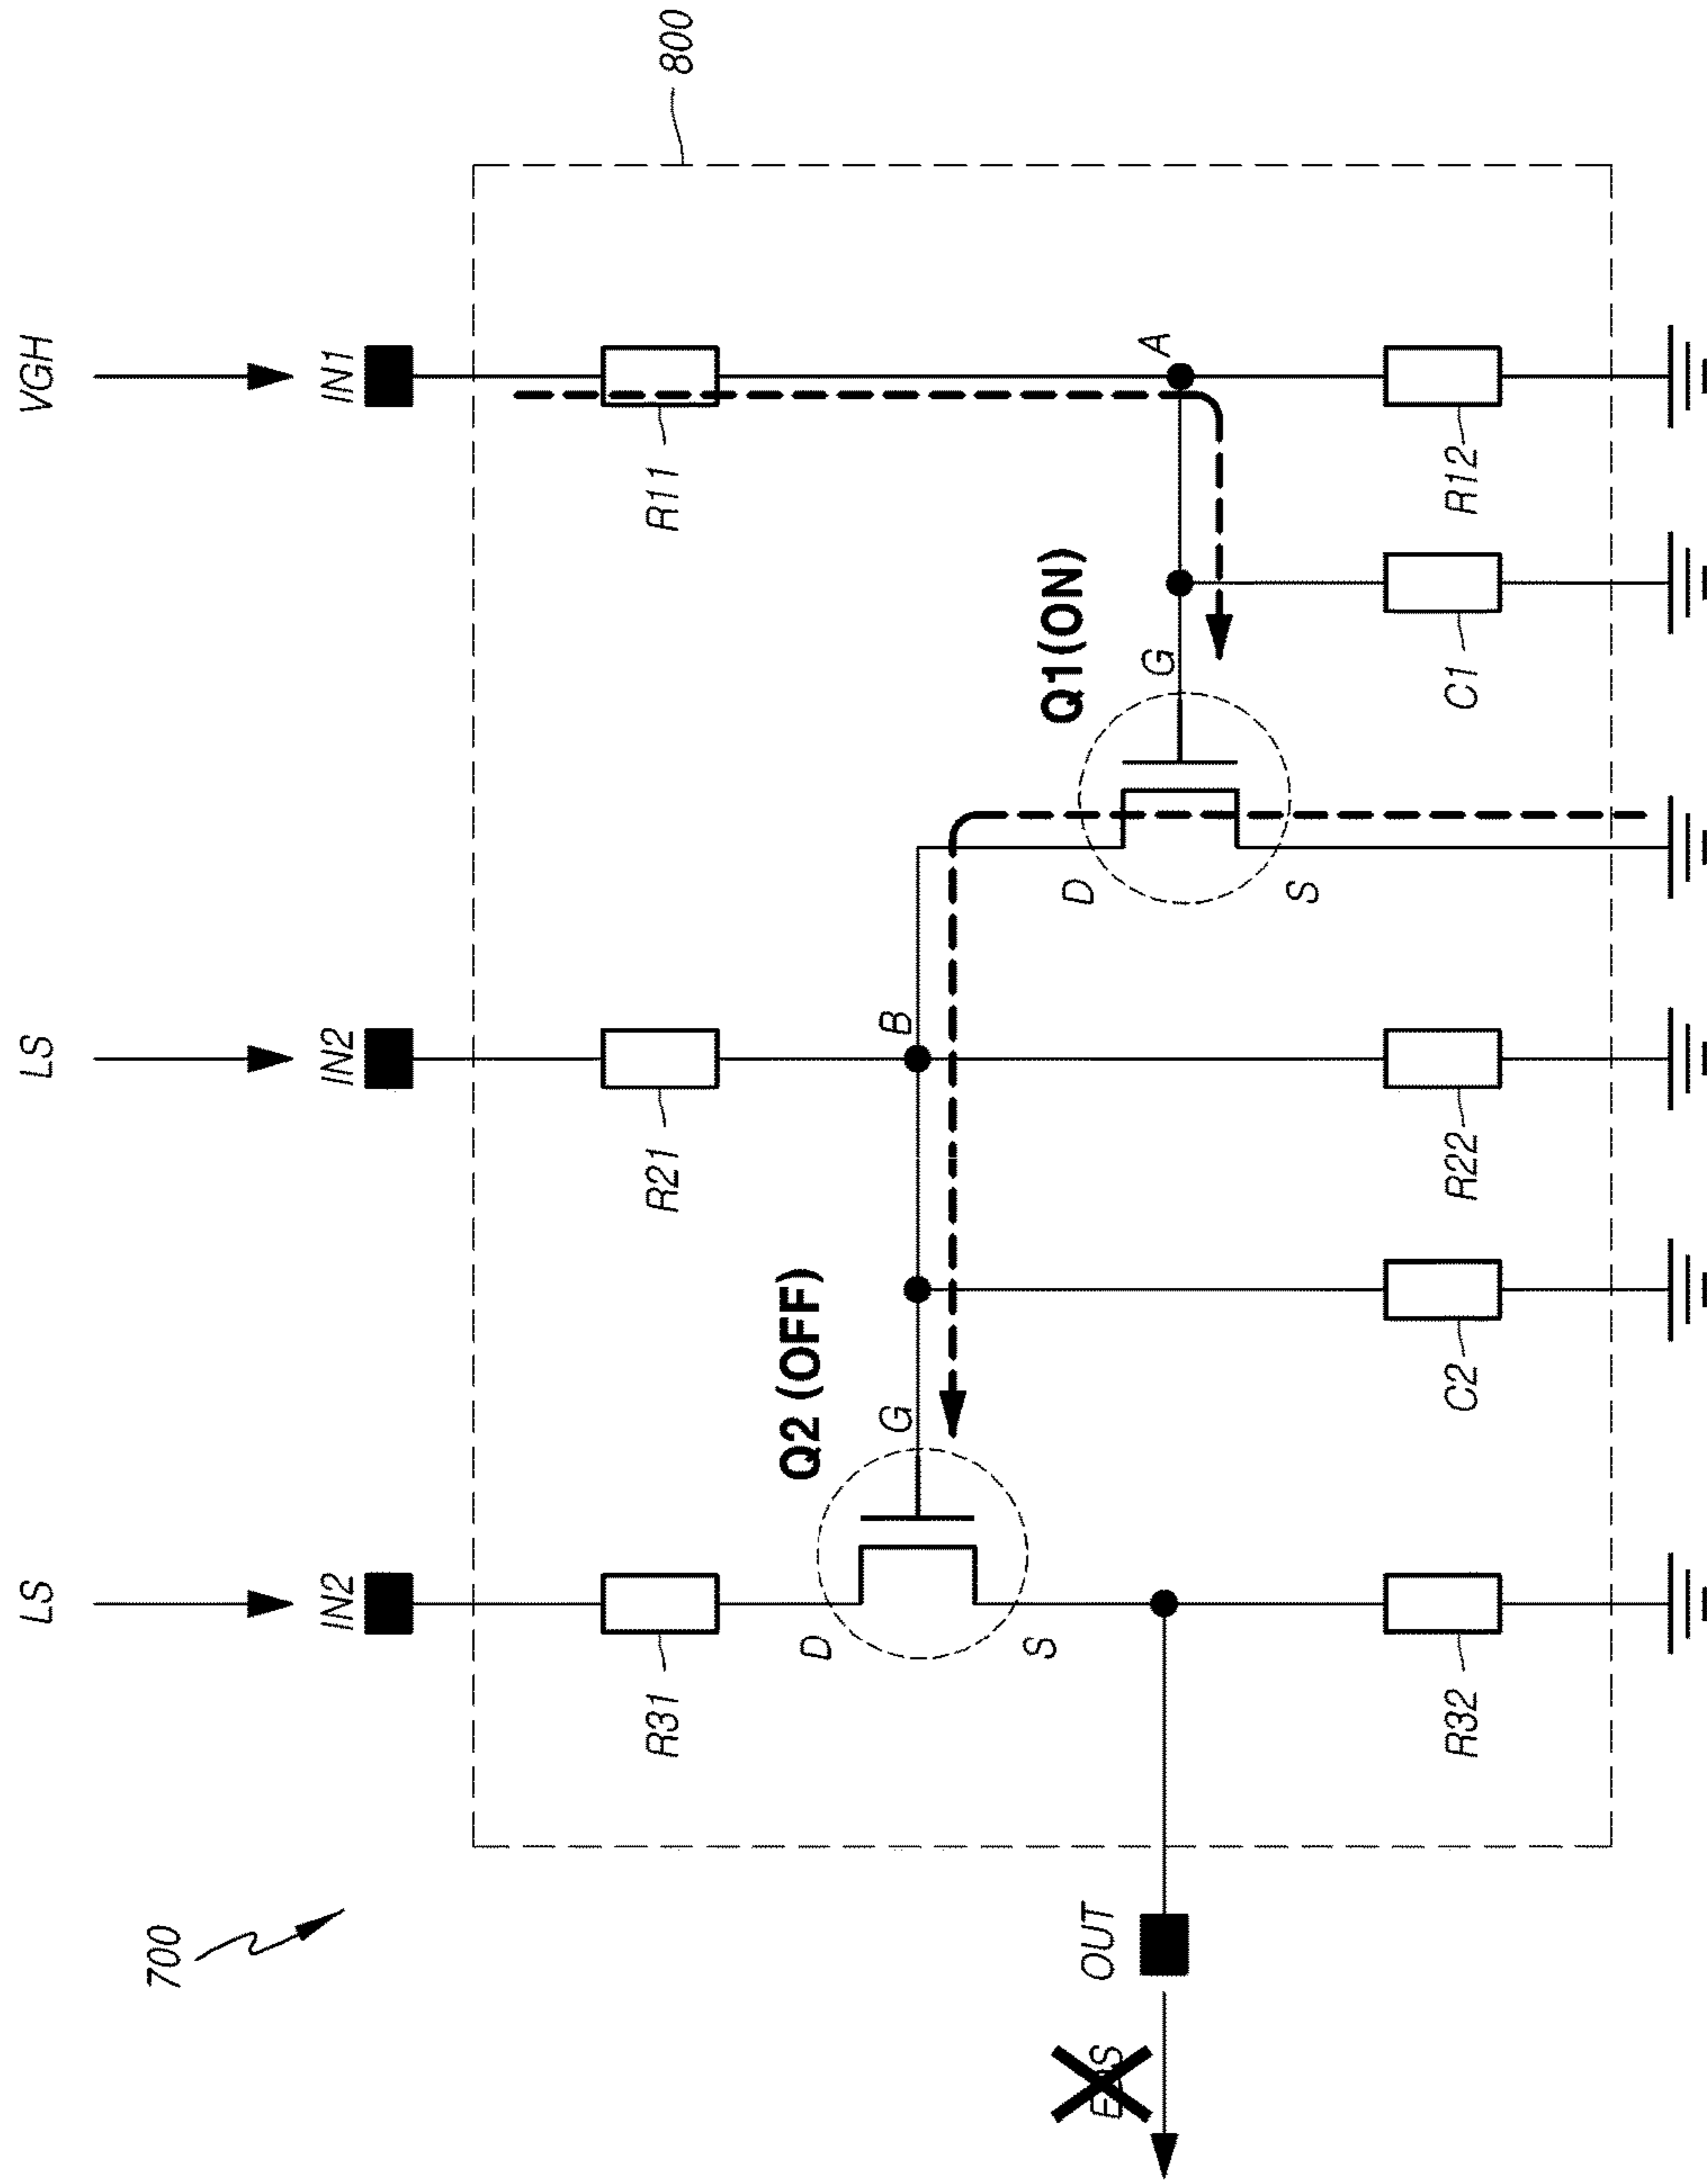 LS
LS
VGH
700
IN2
IN2
IN1
R31
R21
R11
800
Q2 (OFF)
D
G
B
S
Q1(ON)
D
OUT
G
A
S
R32
C2
R22
C1
R12